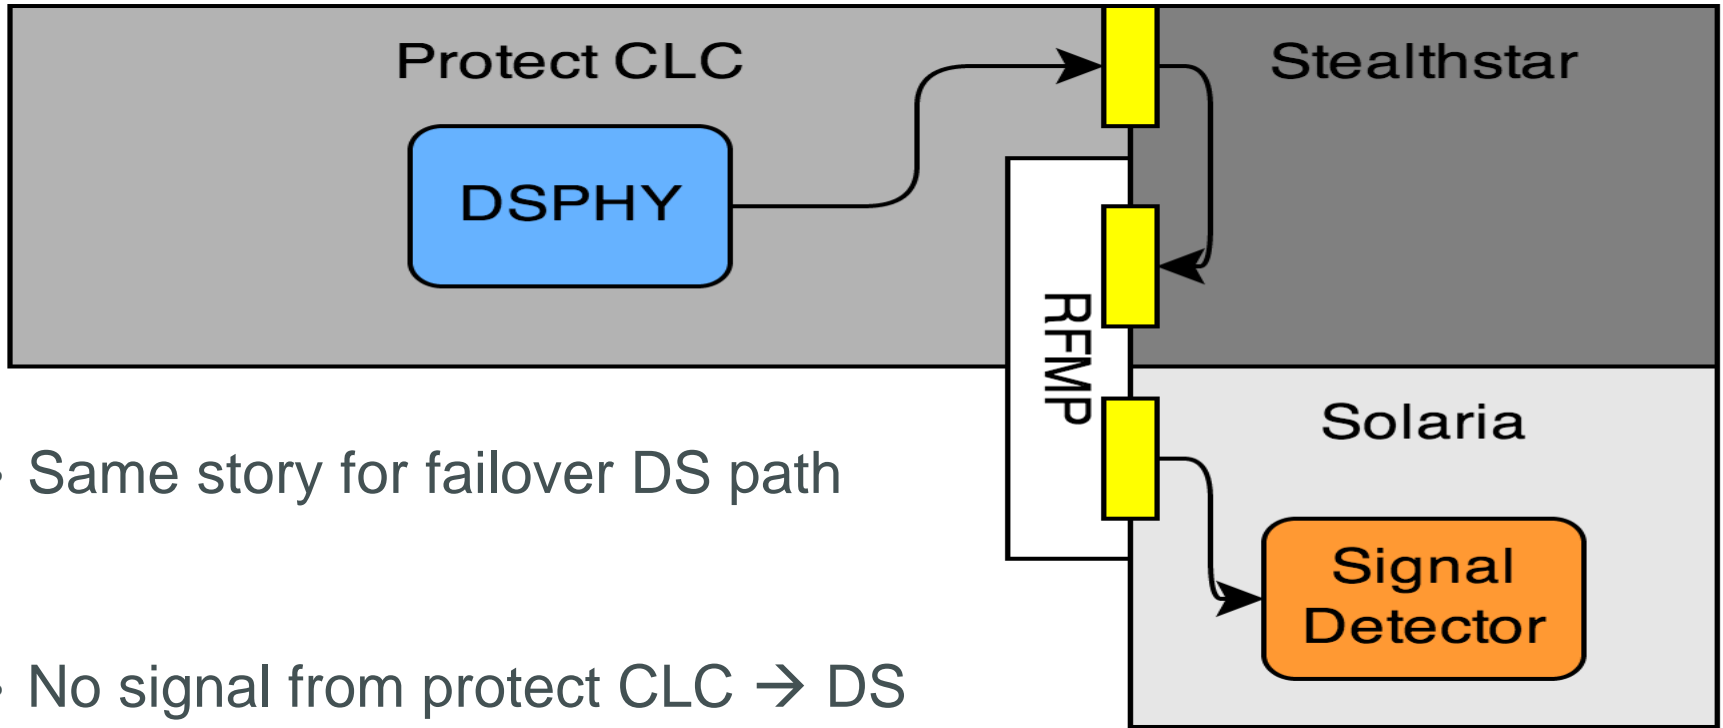 Protect CLC
Stealthstar
DSPHY
RFMP
Solaria
• Same story for failover DS path
Signal
Detector
• No signal from protect CLC → DS